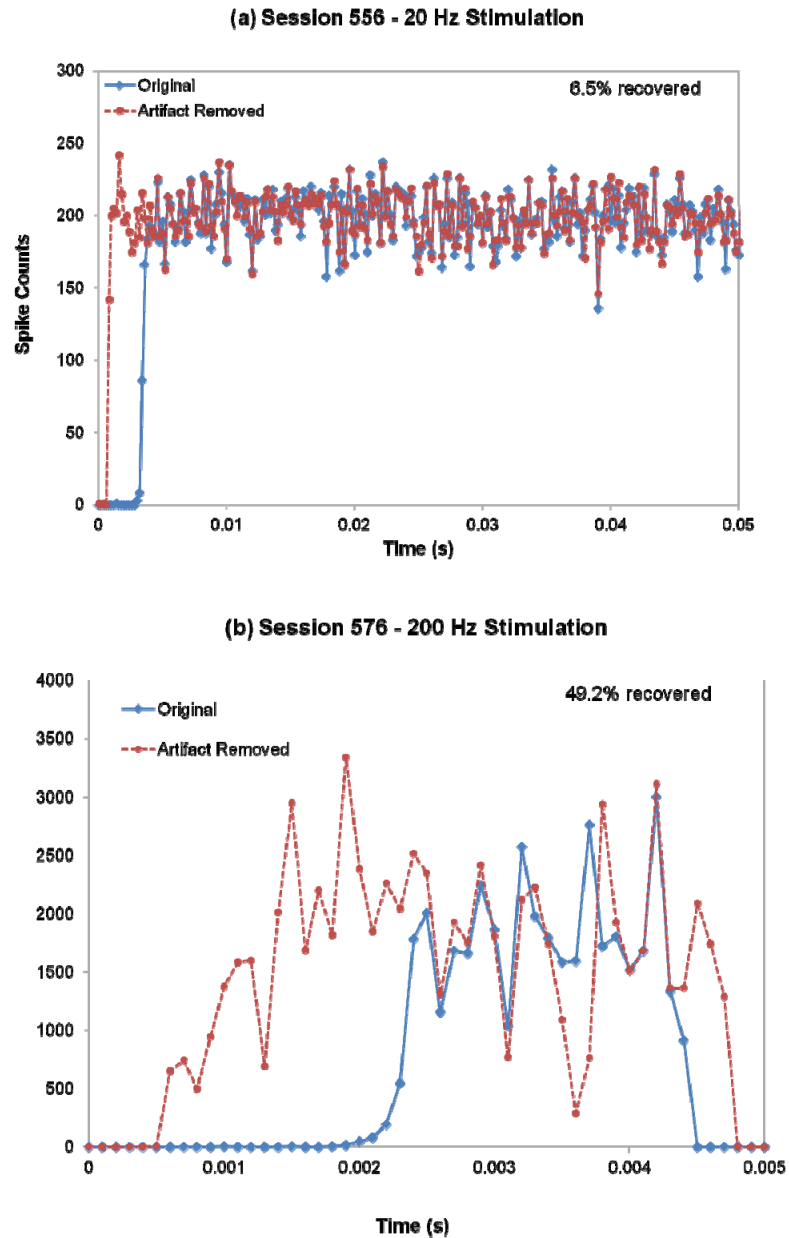 (a) Session 556 - 20 Hz Stimulation
300
250
200
150
100
50
0
Original
Artifact Removed
6.5% recovered
Spike Counts
0
0.01
0.02
0.03
0.04
0.05
Time (s)
(b) Session 576 - 200 Hz Stimulation
4000
3500
3000
2500
2000
1500
1000
500
0
Original
Artifact Removed
49.2% recovered
0
0.001
0.002
0.003
0.004
0.005
Time (s)